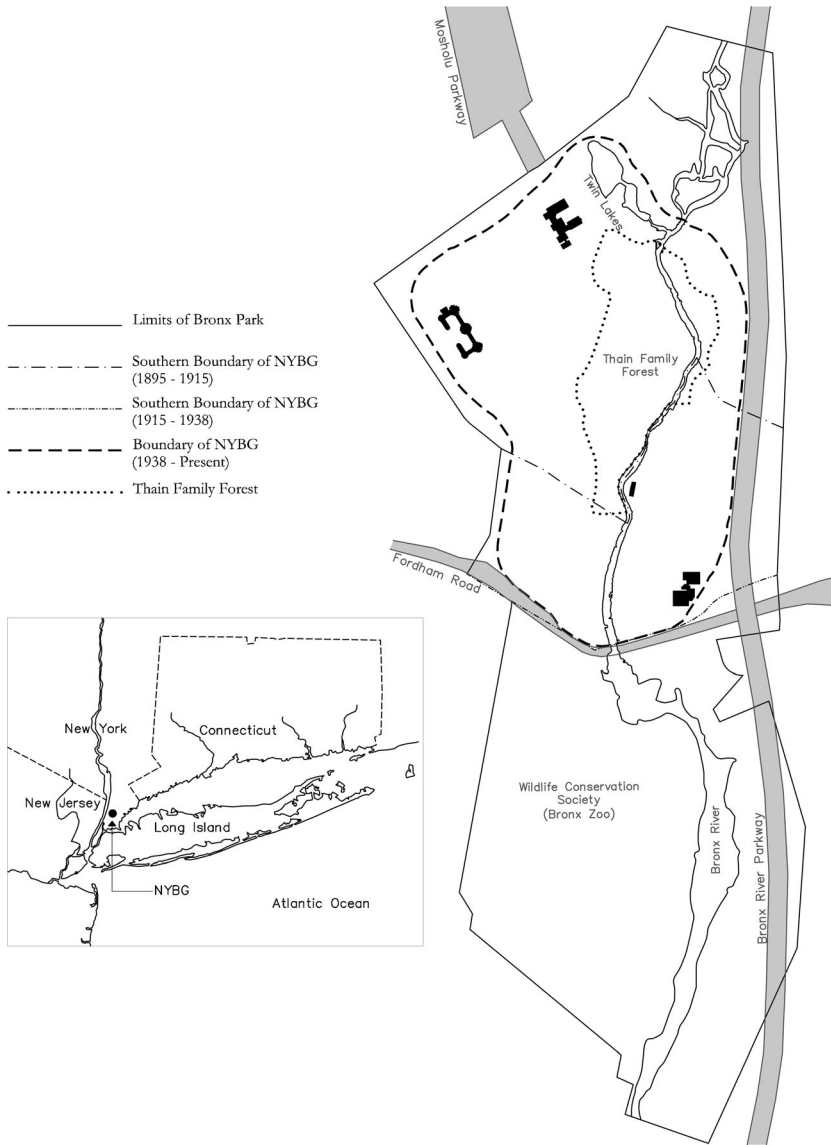 Mosholu Parkway
Twin Lakes
Limits of Bronx Park
Southern Boundary of NYBG
(1895 - 1915)
Southern Boundary of NYBG
(1915 - 1938)
Boundary of NYBG
(1938 - Present)
Thain Family Forest
Thain Family
Forest
Fordham Road
New York
Connecticut
New Jersey
Long Island
NYBG
Atlantic Ocean
Wildlife Conservation
Society
(Bronx Zoo)
Bronx River
Bronx River Parkway